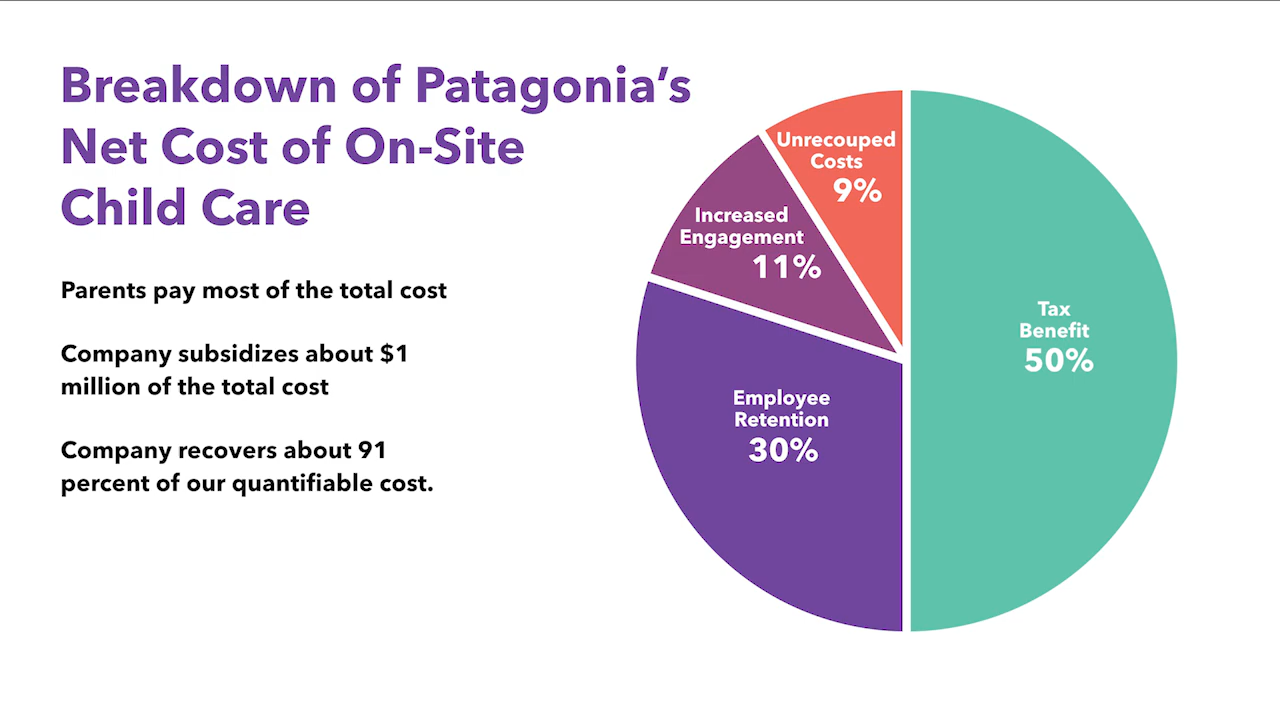 Breakdown of Patagonia’s
Net Cost of On-Site
Child Care
Parents pay most of the total cost
Company subsidizes about $1
million of the total cost
Company recovers about 91
percent of our quantifiable cost.
Unrecouped
Costs
9%
Increased
Engagement
11%
Tax
Benefit
50%
Employee
Retention
30%